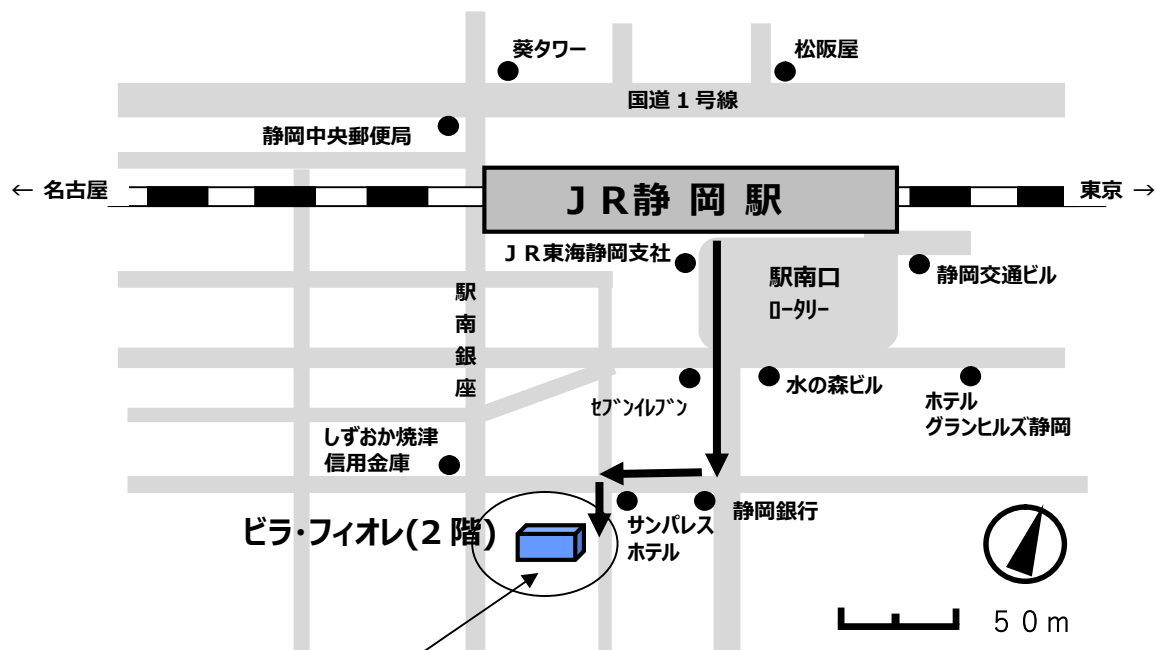 葵タワー
松阪屋
国道1号線
静岡中央郵便局
← 名古屋
ＪＲ静 岡 駅
東京 →
ＪＲ東海静岡支社
駅南口
ﾛｰﾀﾘｰ
静岡交通ビル
駅南銀座
ｾﾌﾞﾝｲﾚﾌﾞﾝ
水の森ビル
ホテル
グランヒルズ静岡
しずおか焼津
信用金庫
ビラ・フィオレ(2階)
サンパレス
ホテル
静岡銀行
５０ｍ